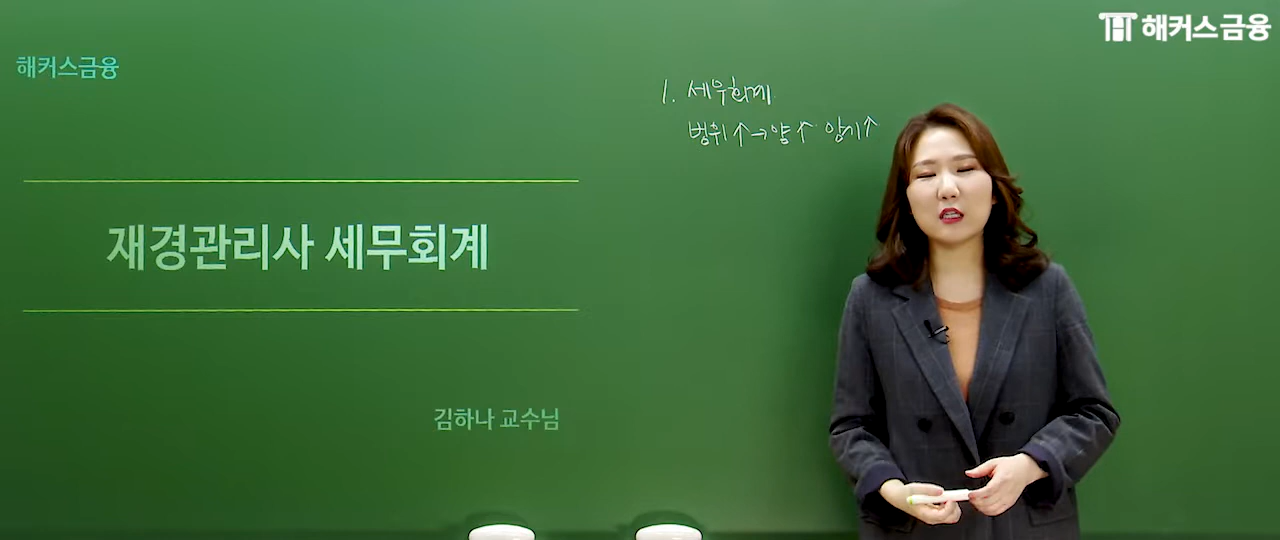 해커스금융
해커스금융
1. 세무회계
범위↑→양↑ 암기↑
재경관리사 세무회계
김하나 교수님